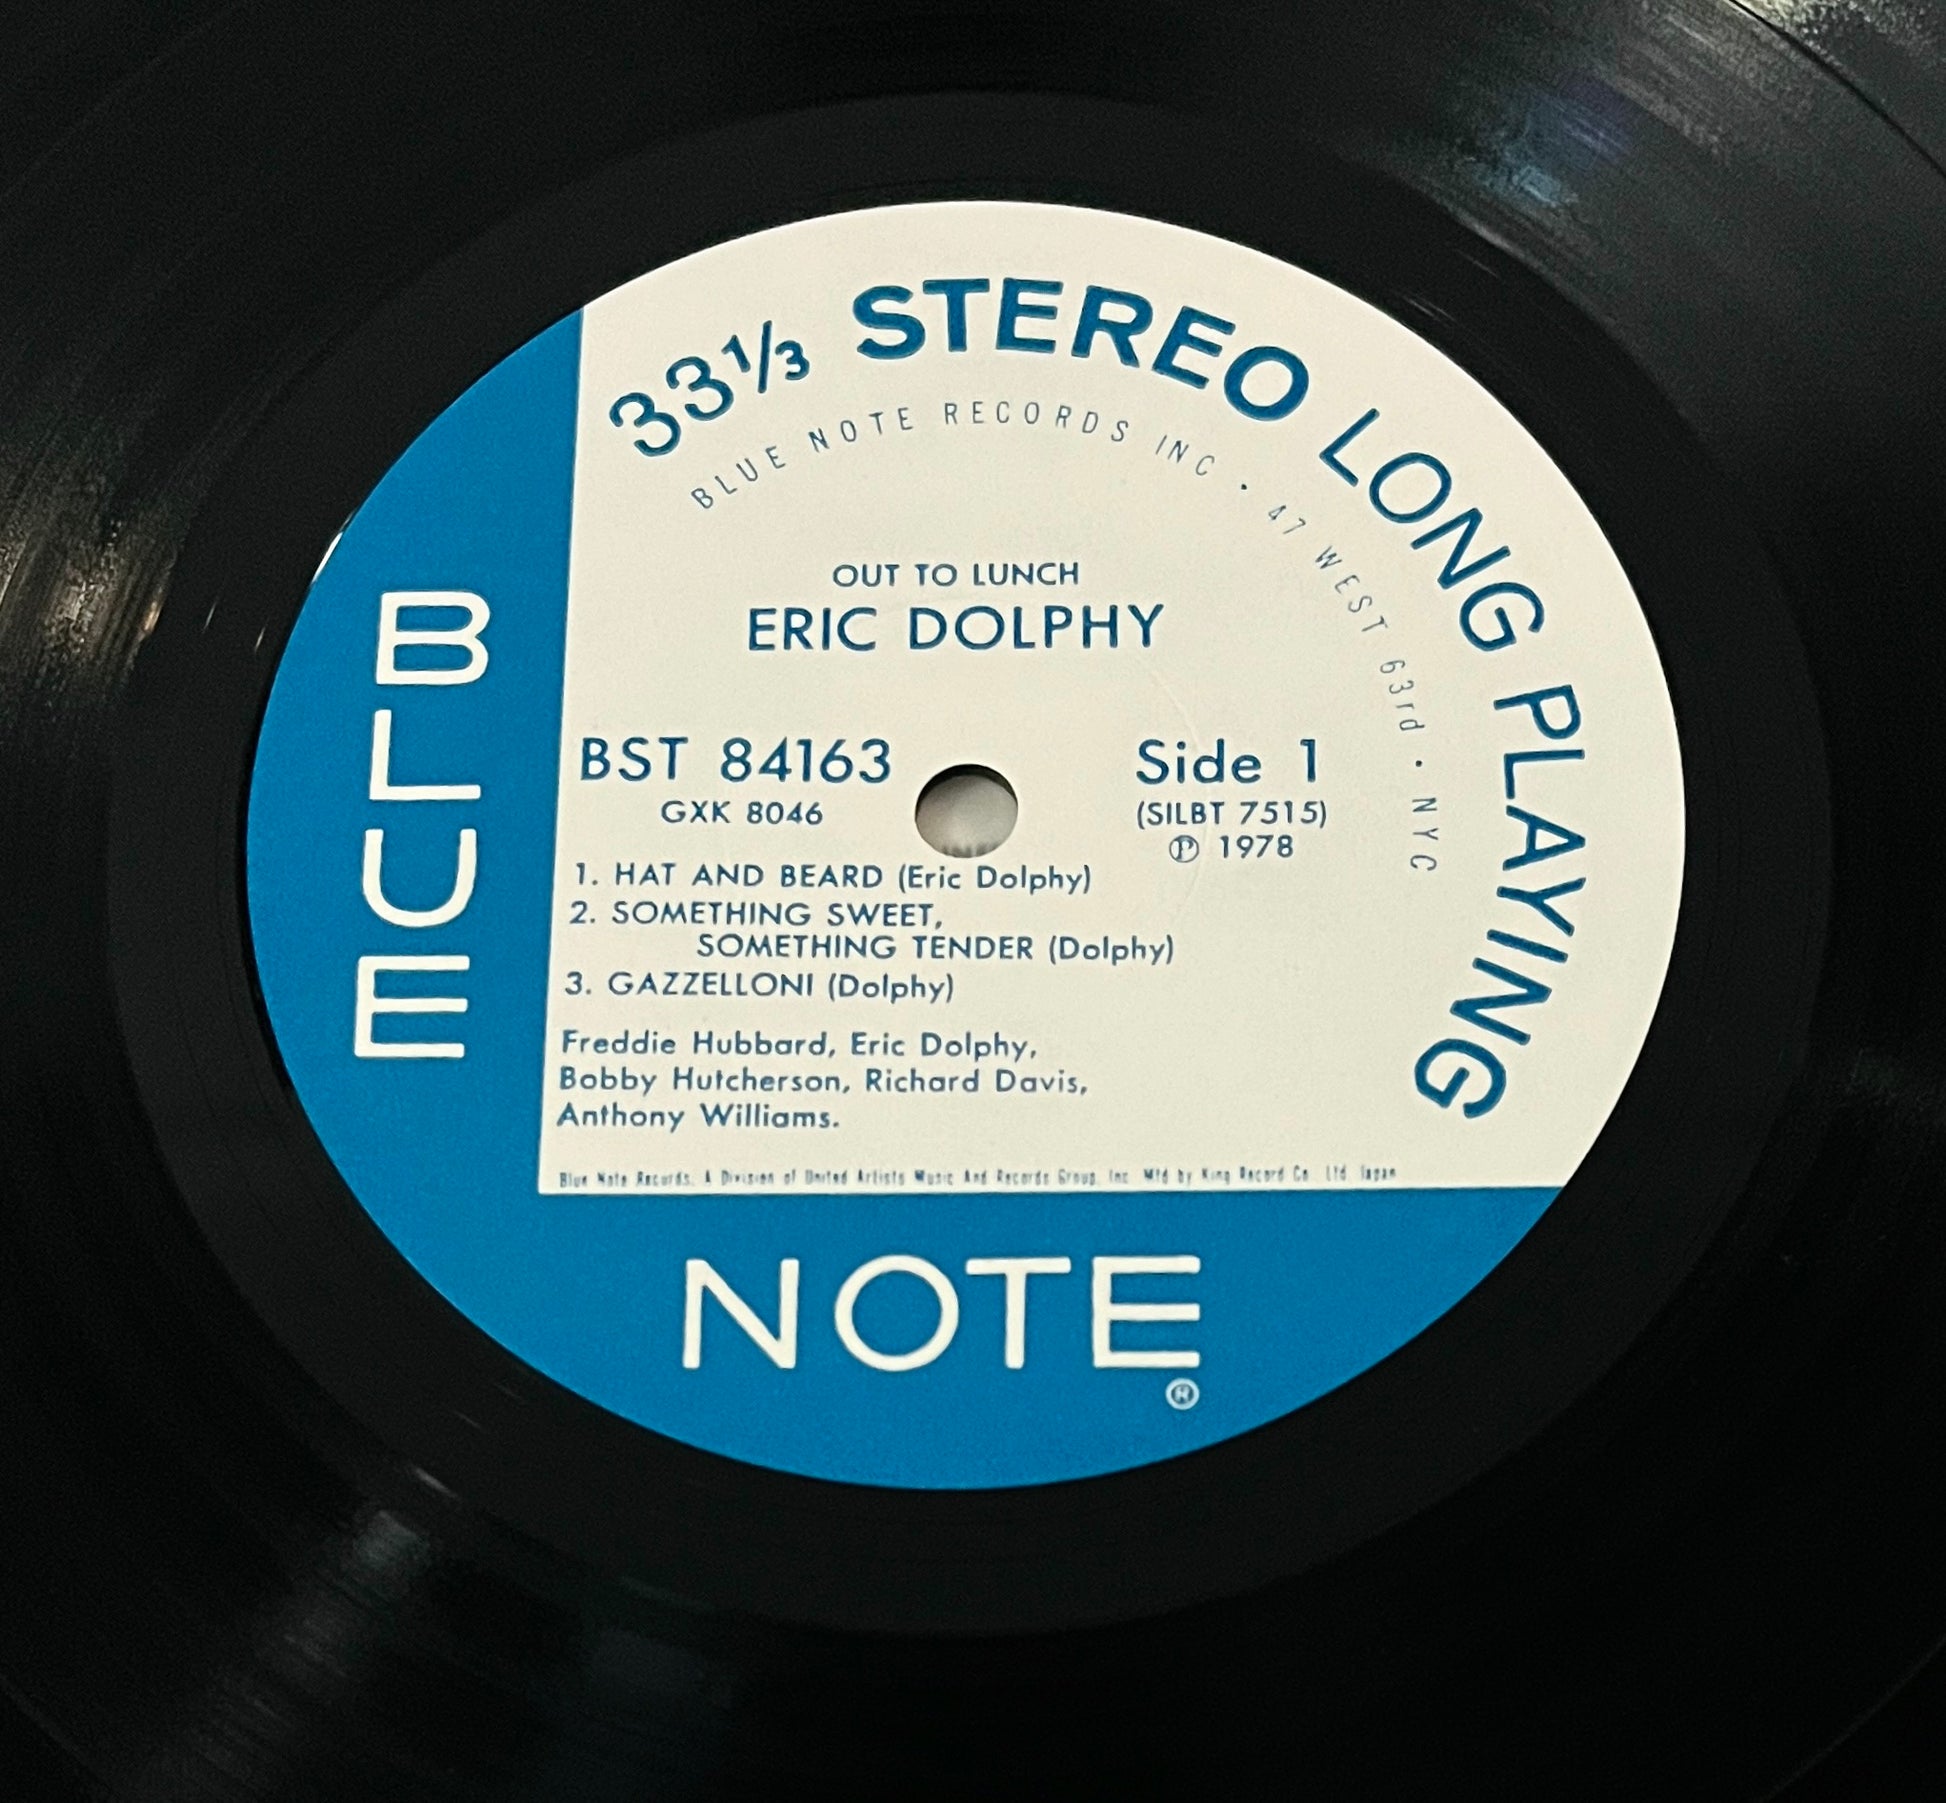 33⅓ STEREO LONG PLAYING
BLUE NOTE RECORDS INC · 47 WEST 63rd · NYC
OUT TO LUNCH
ERIC DOLPHY
BST 84163
GXK 8046
Side 1
(SILBT 7515)
℗ 1978
1. HAT AND BEARD (Eric Dolphy)
2. SOMETHING SWEET,
SOMETHING TENDER (Dolphy)
3. GAZZELLONI (Dolphy)
Freddie Hubbard, Eric Dolphy,
Bobby Hutcherson, Richard Davis,
Anthony Williams.
Blue Note Records, A Division of United Artists Music And Records Group, Inc. Mfd by King Record Co. Ltd. Japan
BLUE
NOTE
®